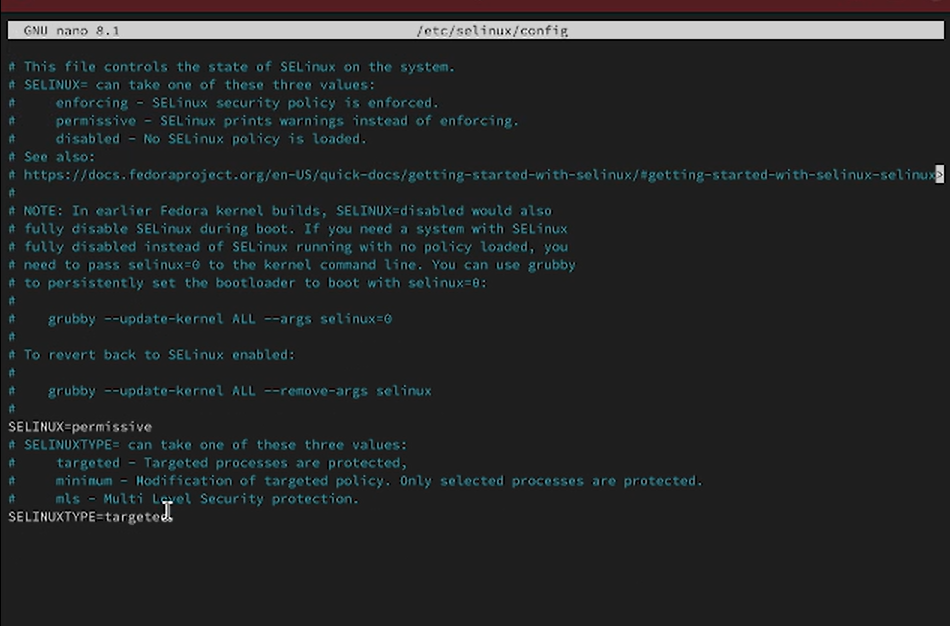 GNU nano 8.1 /etc/selinux/config
# This file controls the state of SELinux on the system.
# SELINUX= can take one of these three values:
#     enforcing - SELinux security policy is enforced.
#     permissive - SELinux prints warnings instead of enforcing.
#     disabled - No SELinux policy is loaded.
# See also:
# https://docs.fedoraproject.org/en-US/quick-docs/getting-started-with-selinux/#getting-started-with-selinux-selinux>
#
# NOTE: In earlier Fedora kernel builds, SELINUX=disabled would also
# fully disable SELinux during boot. If you need a system with SELinux
# fully disabled instead of SELinux running with no policy loaded, you
# need to pass selinux=0 to the kernel command line. You can use grubby
# to persistently set the bootloader to boot with selinux=0:
#
#    grubby --update-kernel ALL --args selinux=0
#
# To revert back to SELinux enabled:
#
#    grubby --update-kernel ALL --remove-args selinux
#
SELINUX=permissive
# SELINUXTYPE= can take one of these three values:
#     targeted - Targeted processes are protected,
#     minimum - Modification of targeted policy. Only selected processes are protected.
#     mls - Multi Level Security protection.
SELINUXTYPE=targeted